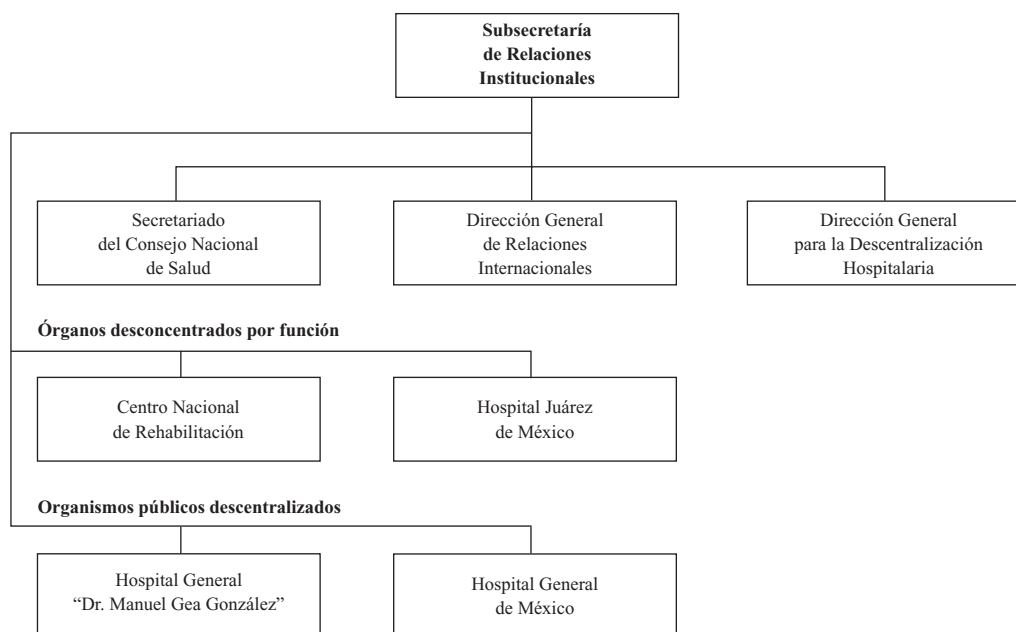 Subsecretaría
de Relaciones
Institucionales
Secretariado
del Consejo Nacional
de Salud
Dirección General
de Relaciones
Internacionales
Dirección General
para la Descentralización
Hospitalaria
Órganos desconcentrados por función
Centro Nacional
de Rehabilitación
Hospital Juárez
de México
Organismos públicos descentralizados
Hospital General
“Dr. Manuel Gea González”
Hospital General
de México